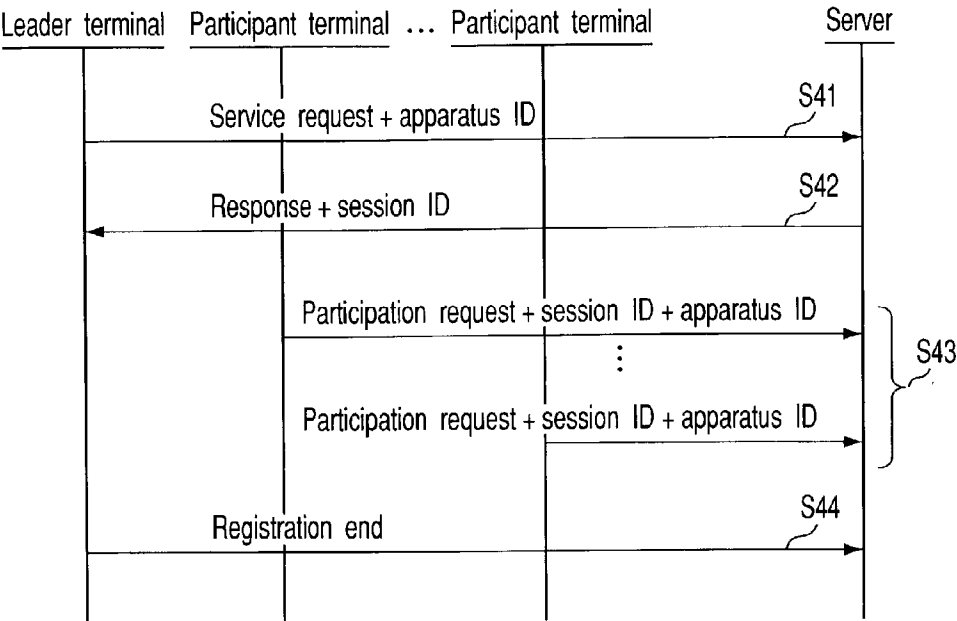 Leader terminal Participant terminal ... Participant terminal Server
S41
Service request + apparatus ID
S42
Response + session ID
Participation request + session ID + apparatus ID
S43
Participation request + session ID + apparatus ID
S44
Registration end